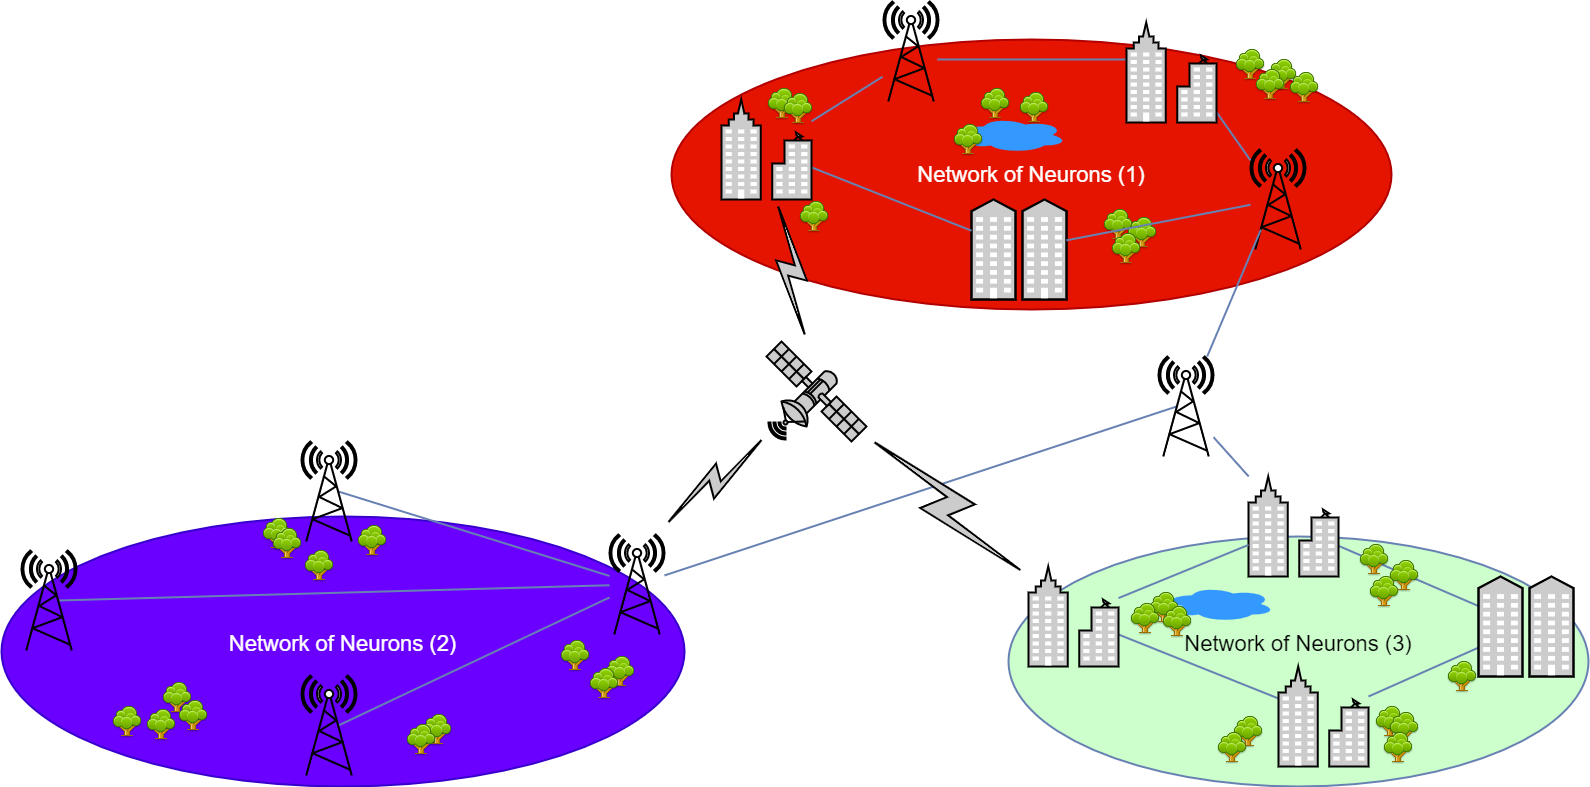 Network of Neurons (1)
Network of Neurons (2)
Network of Neurons (3)